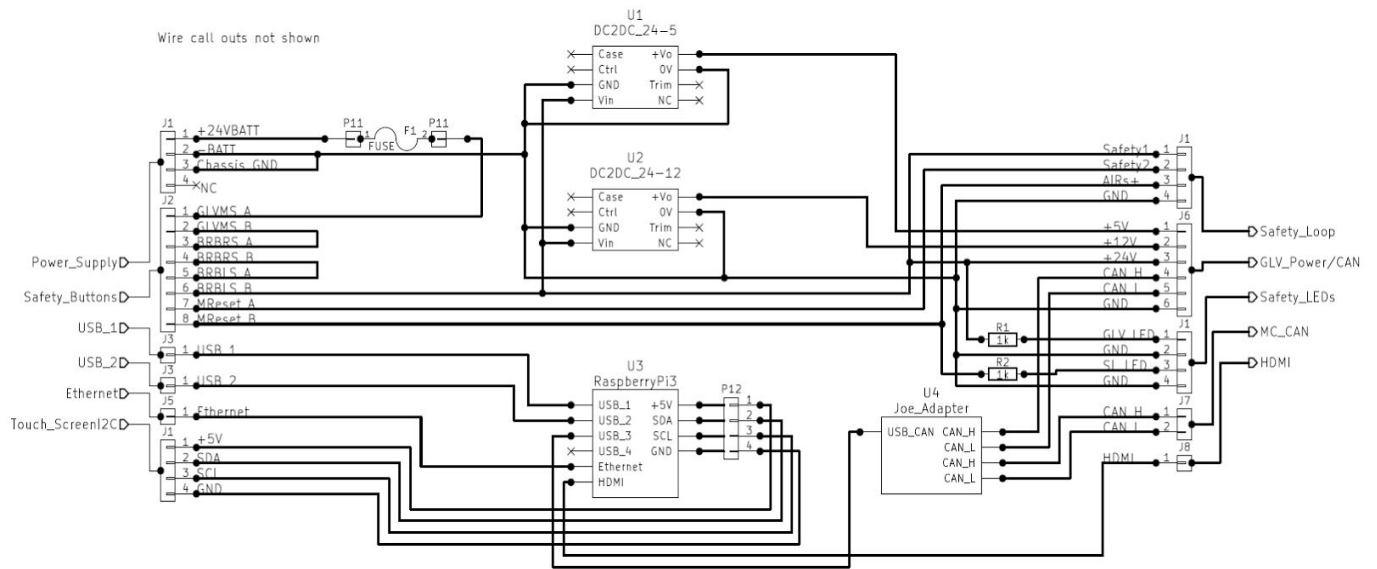 Wire call outs not shown
U1
DC2DC_24-5
Case +Vo
Ctrl 0V
GND Trim
Vin NC
J1
1 +24VBATT
2 -BATT
3 Chassis_GND
4 NC
P11
1
FUSE
F1
2
P11
U2
DC2DC_24-12
Case +Vo
Ctrl 0V
GND Trim
Vin NC
J2
1 GLVMS_A
2 GLVMS_B
3 BRBRS_A
4 BRBRS_B
5 BRBLS_A
6 BRBLS_B
7 MReset_A
8 MReset_B
Power_Supply
Safety_Buttons
USB_1
USB_2
Ethernet
Touch_ScreenI2C
J3
1 USB_1
J3
1 USB_2
J5
1 Ethernet
J1
1 +5V
2 SDA
3 SCL
4 GND
U3
RaspberryPi3
USB_1 +5V
USB_2 SDA
USB_3 SCL
USB_4 GND
Ethernet
HDMI
P12
1
2
3
4
U4
Joe_Adapter
USB_CAN CAN_H
CAN_L
CAN_H
CAN_L
R1
1k
R2
1k
J1
Safety1 1
Safety2 2
AIRs+ 3
GND 4
J6
+5V 1
+12V 2
+24V 3
CAN_H 4
CAN_L 5
GND 6
J1
GLV_LED 1
GND 2
SL_LED 3
GND 4
J7
CAN_H 1
CAN_L 2
J8
HDMI 1
Safety_Loop
GLV_Power/CAN
Safety_LEDs
MC_CAN
HDMI